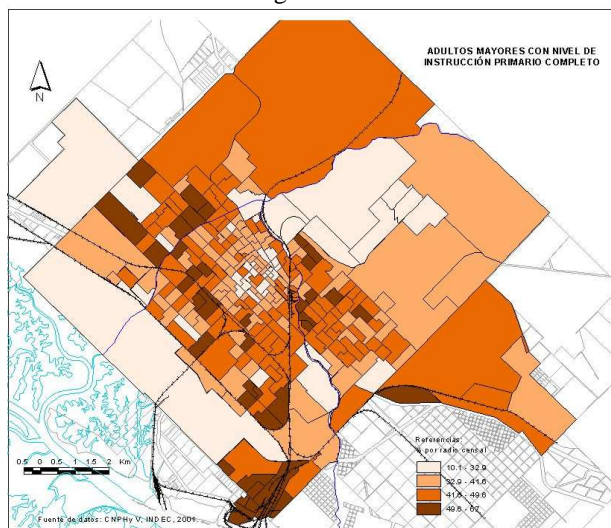 ADULTOS MAYORES CON NIVEL DE
INSTRUCCIÓN PRIMARIO COMPLETO
N
Referencias:
% por radio censal
10.1 - 32.9
32.9 - 41.6
41.6 - 49.6
49.6 - 67
0.5 0 0.5 1 1.5 2 Km
Fuente de datos: CNPHyV, INDEC, 2001.